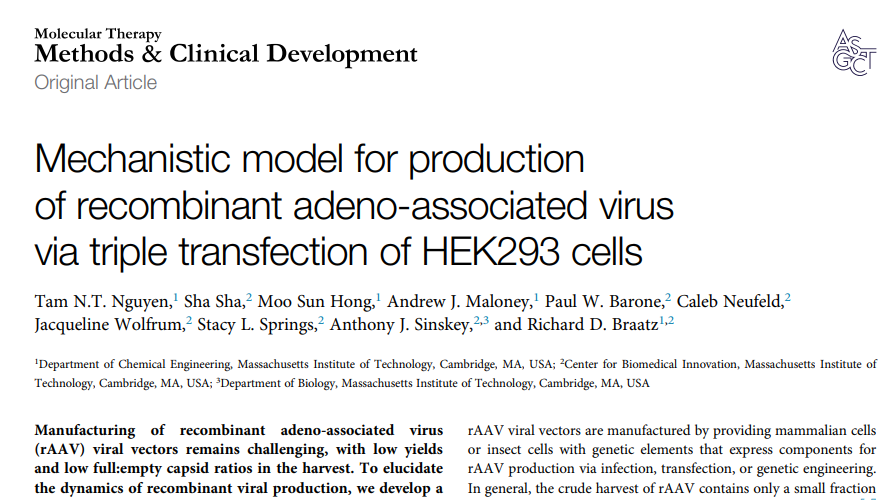 Molecular Therapy
Methods & Clinical Development
Original Article
ASGCT
Mechanistic model for production
of recombinant adeno-associated virus
via triple transfection of HEK293 cells
Tam N.T. Nguyen,1 Sha Sha,2 Moo Sun Hong,1 Andrew J. Maloney,1 Paul W. Barone,2 Caleb Neufeld,2
Jacqueline Wolfrum,2 Stacy L. Springs,2 Anthony J. Sinskey,2,3 and Richard D. Braatz1,2
1Department of Chemical Engineering, Massachusetts Institute of Technology, Cambridge, MA, USA; 2Center for Biomedical Innovation, Massachusetts Institute of
Technology, Cambridge, MA, USA; 3Department of Biology, Massachusetts Institute of Technology, Cambridge, MA, USA
Manufacturing of recombinant adeno-associated virus
(rAAV) viral vectors remains challenging, with low yields
and low full:empty capsid ratios in the harvest. To elucidate
the dynamics of recombinant viral production, we develop a
rAAV viral vectors are manufactured by providing mammalian cells
or insect cells with genetic elements that express components for
rAAV production via infection, transfection, or genetic engineering.
In general, the crude harvest of rAAV contains only a small fraction